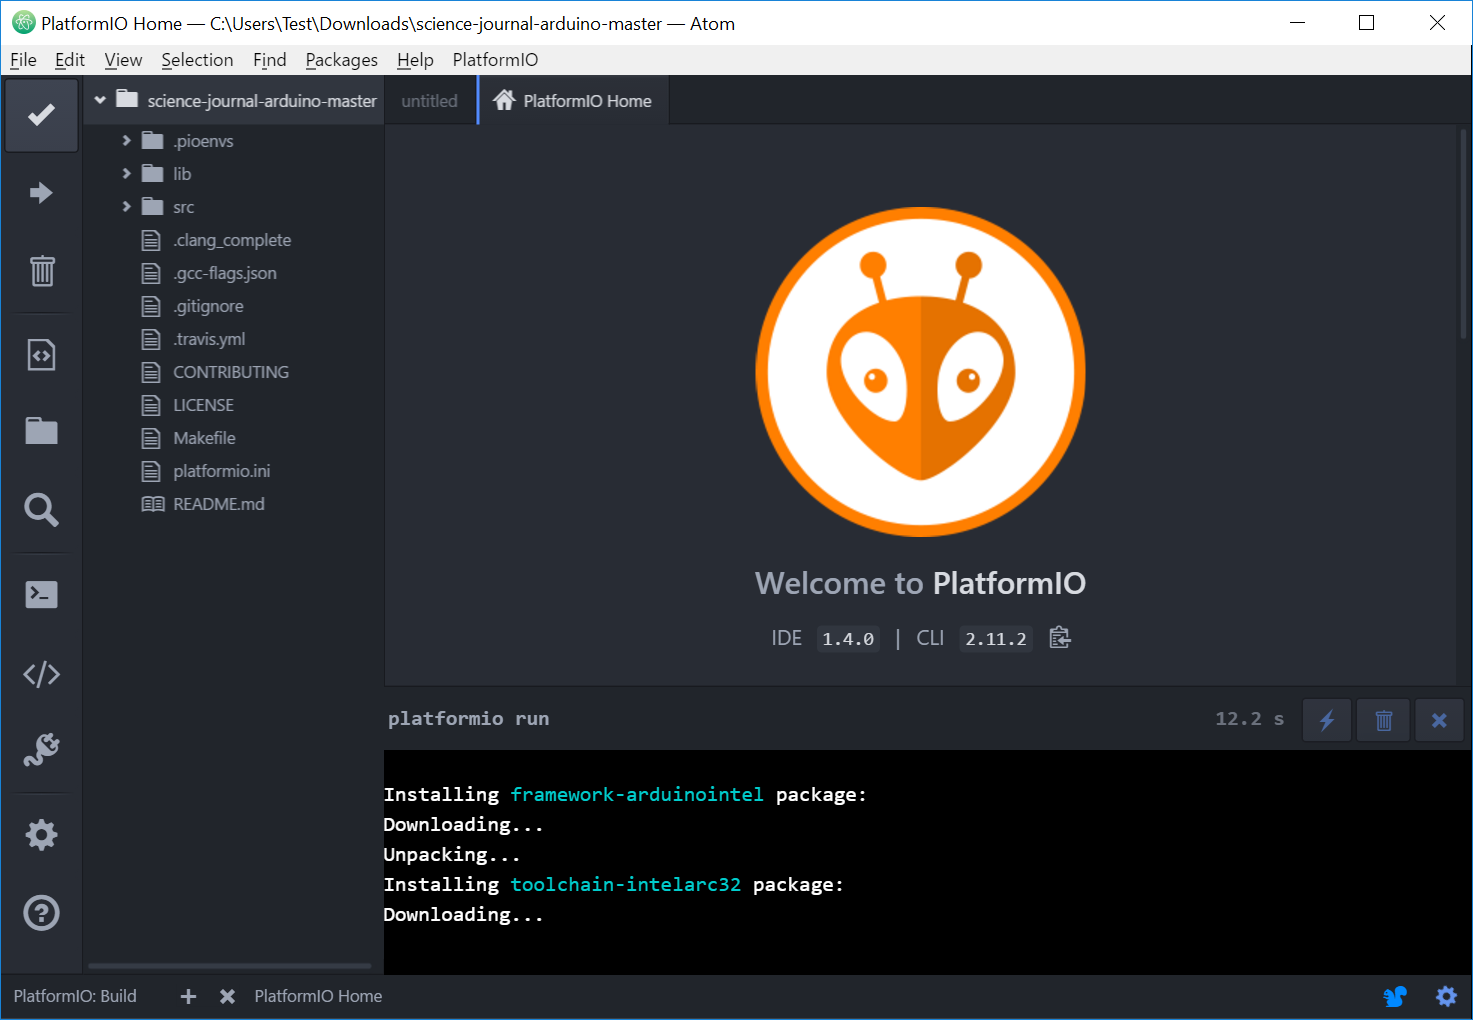 PlatformIO Home — C:\Users\Test\Downloads\science-journal-arduino-master — Atom
File Edit View Selection Find Packages Help PlatformIO
science-journal-arduino-master
.pioenvs
lib
src
.clang_complete
.gcc-flags.json
.gitignore
.travis.yml
CONTRIBUTING
LICENSE
Makefile
platformio.ini
README.md
untitled
PlatformIO Home
Welcome to PlatformIO
IDE 1.4.0 | CLI 2.11.2
platformio run 12.2 s
Installing framework-arduinointel package:
Downloading...
Unpacking...
Installing toolchain-intelarc32 package:
Downloading...
PlatformIO: Build PlatformIO Home